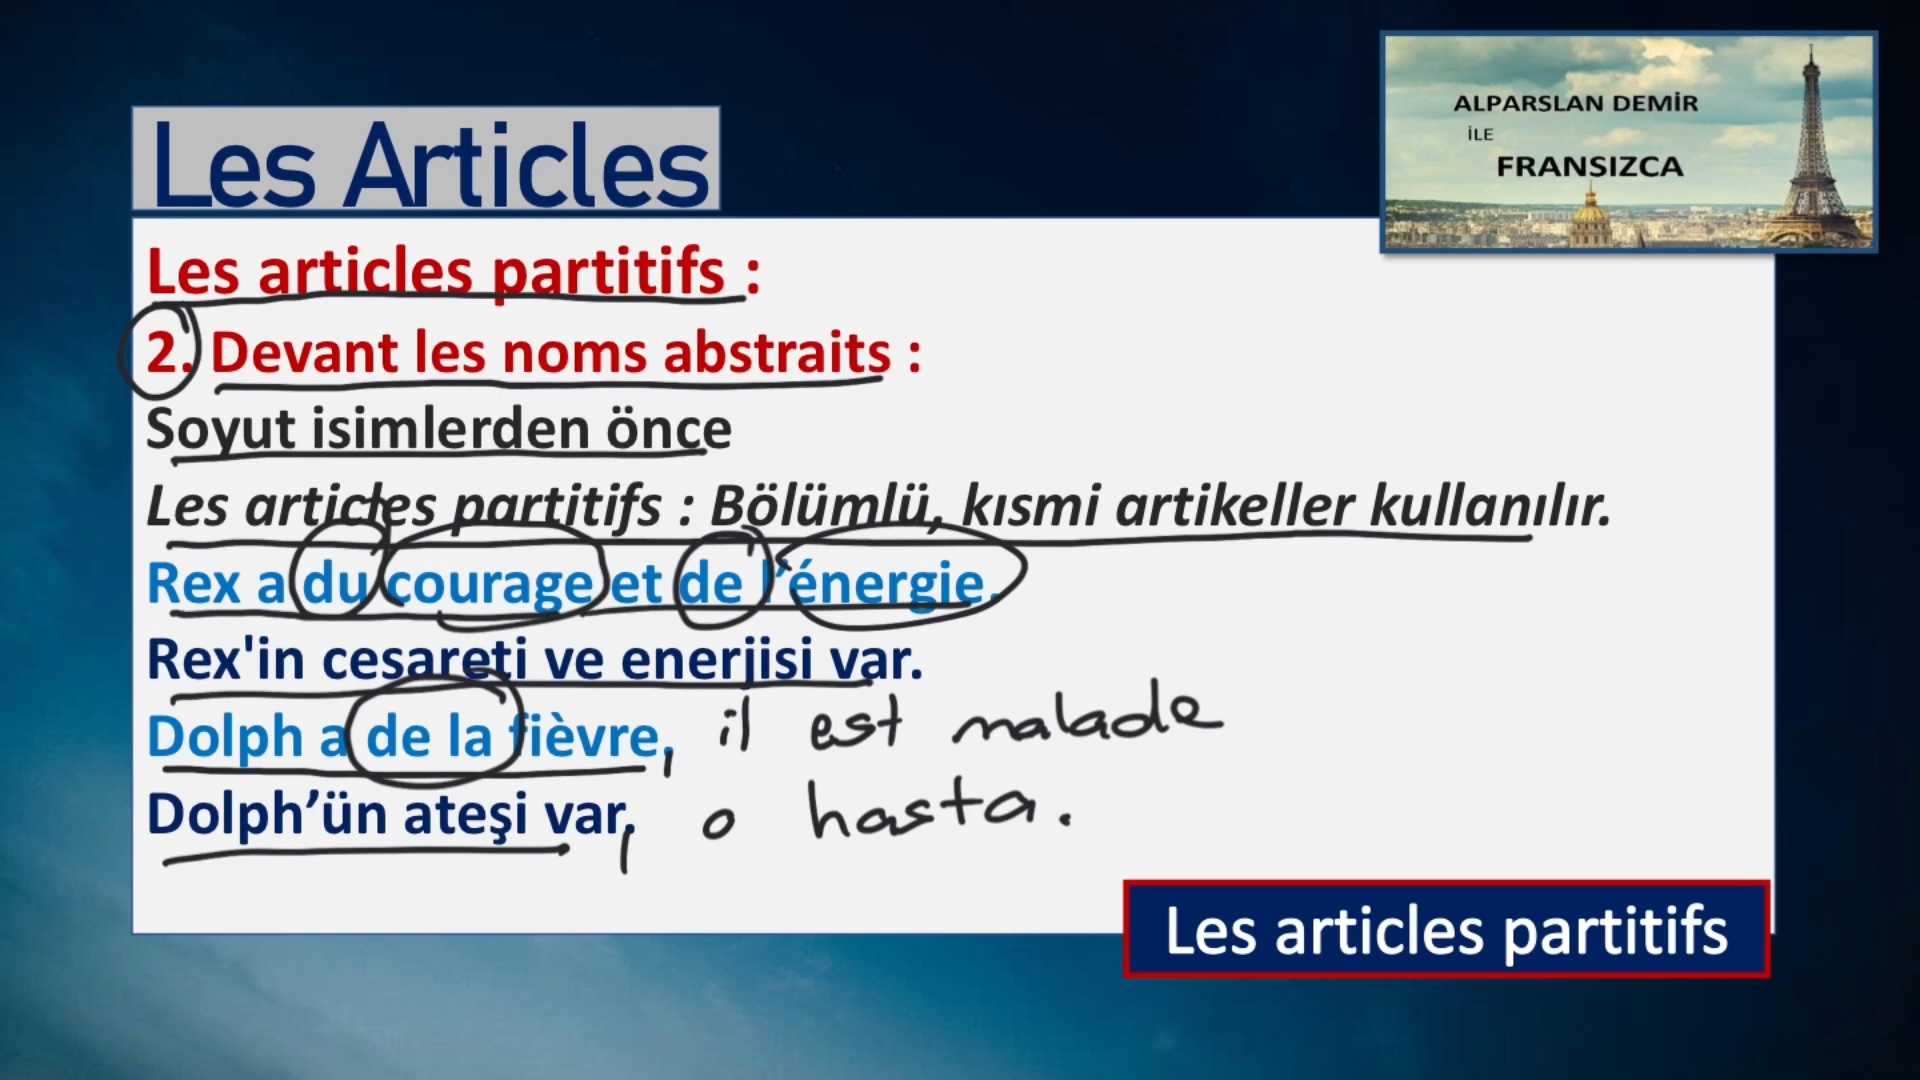 ALPARSLAN DEMİR
İLE
FRANSIZCA
Les Articles
Les articles partitifs :
2. Devant les noms abstraits :
Soyut isimlerden önce
Les articles partitifs : Bölümlü, kısmi artikeller kullanılır.
Rex a du courage et de l'énergie.
Rex'in cesareti ve enerjisi var.
Dolph a de la fièvre, il est malade
Dolph’ün ateşi var, o hasta.
Les articles partitifs